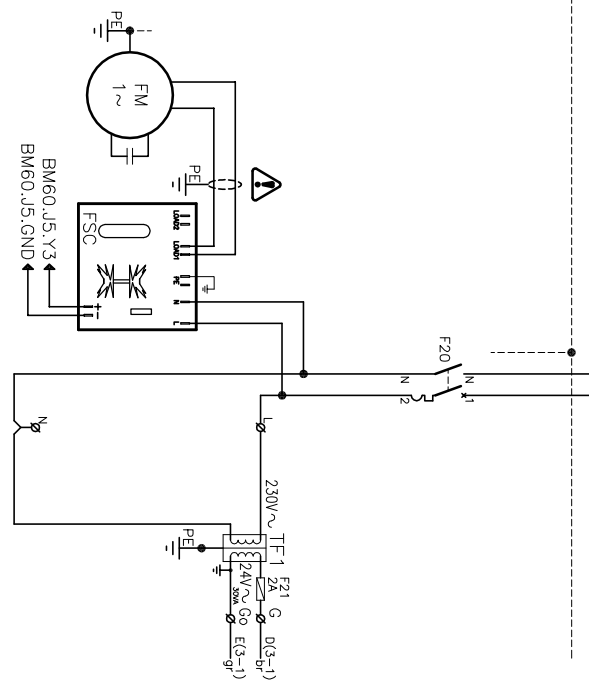 PE
FM
1~
PE
BM60.J5.Y3
BM60.J5.GND
FSC
LOAD2
LOAD1
PE
N
L
+
−
F20
N
N
2
1
N
L
230V~
TF1
PE
24V~
30VA
F21
2A
G
Go
D(3-1)
br
E(3-1)
gr